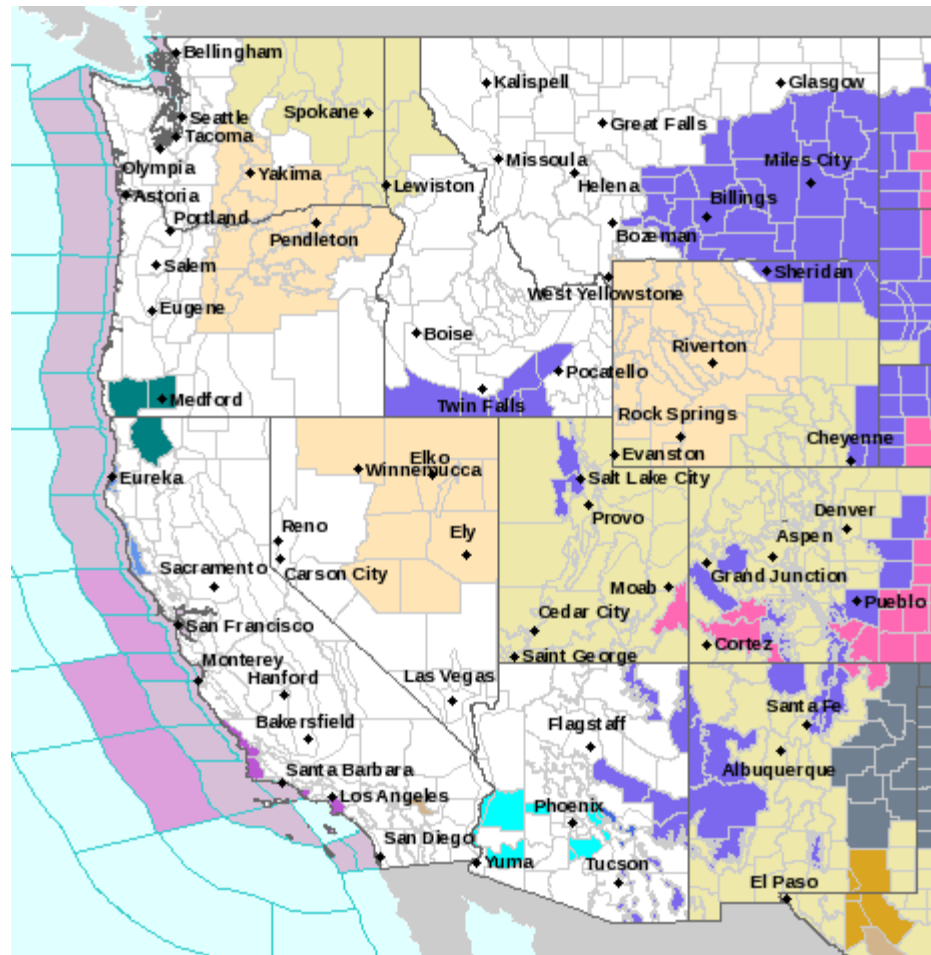 Bellingham
Kalispell
Glasgow
Spokane
Seattle
Great Falls
Tacoma
Olympia
Missoula
Miles City
Yakima
Helena
Lewiston
Astoria
Billings
Portland
Pendleton
Bozeman
Salem
Sheridan
West Yellowstone
Eugene
Boise
Riverton
Pocatello
Medford
Twin Falls
Rock Springs
Cheyenne
Elko
Evanston
Winnemucca
Eureka
Salt Lake City
Provo
Denver
Reno
Ely
Aspen
Sacramento
Carson City
Grand Junction
Moab
Pueblo
Cedar City
San Francisco
Cortez
Saint George
Monterey
Hanford
Las Vegas
Santa Fe
Bakersfield
Flagstaff
Albuquerque
Santa Barbara
Los Angeles
Phoenix
San Diego
Yuma
Tucson
El Paso